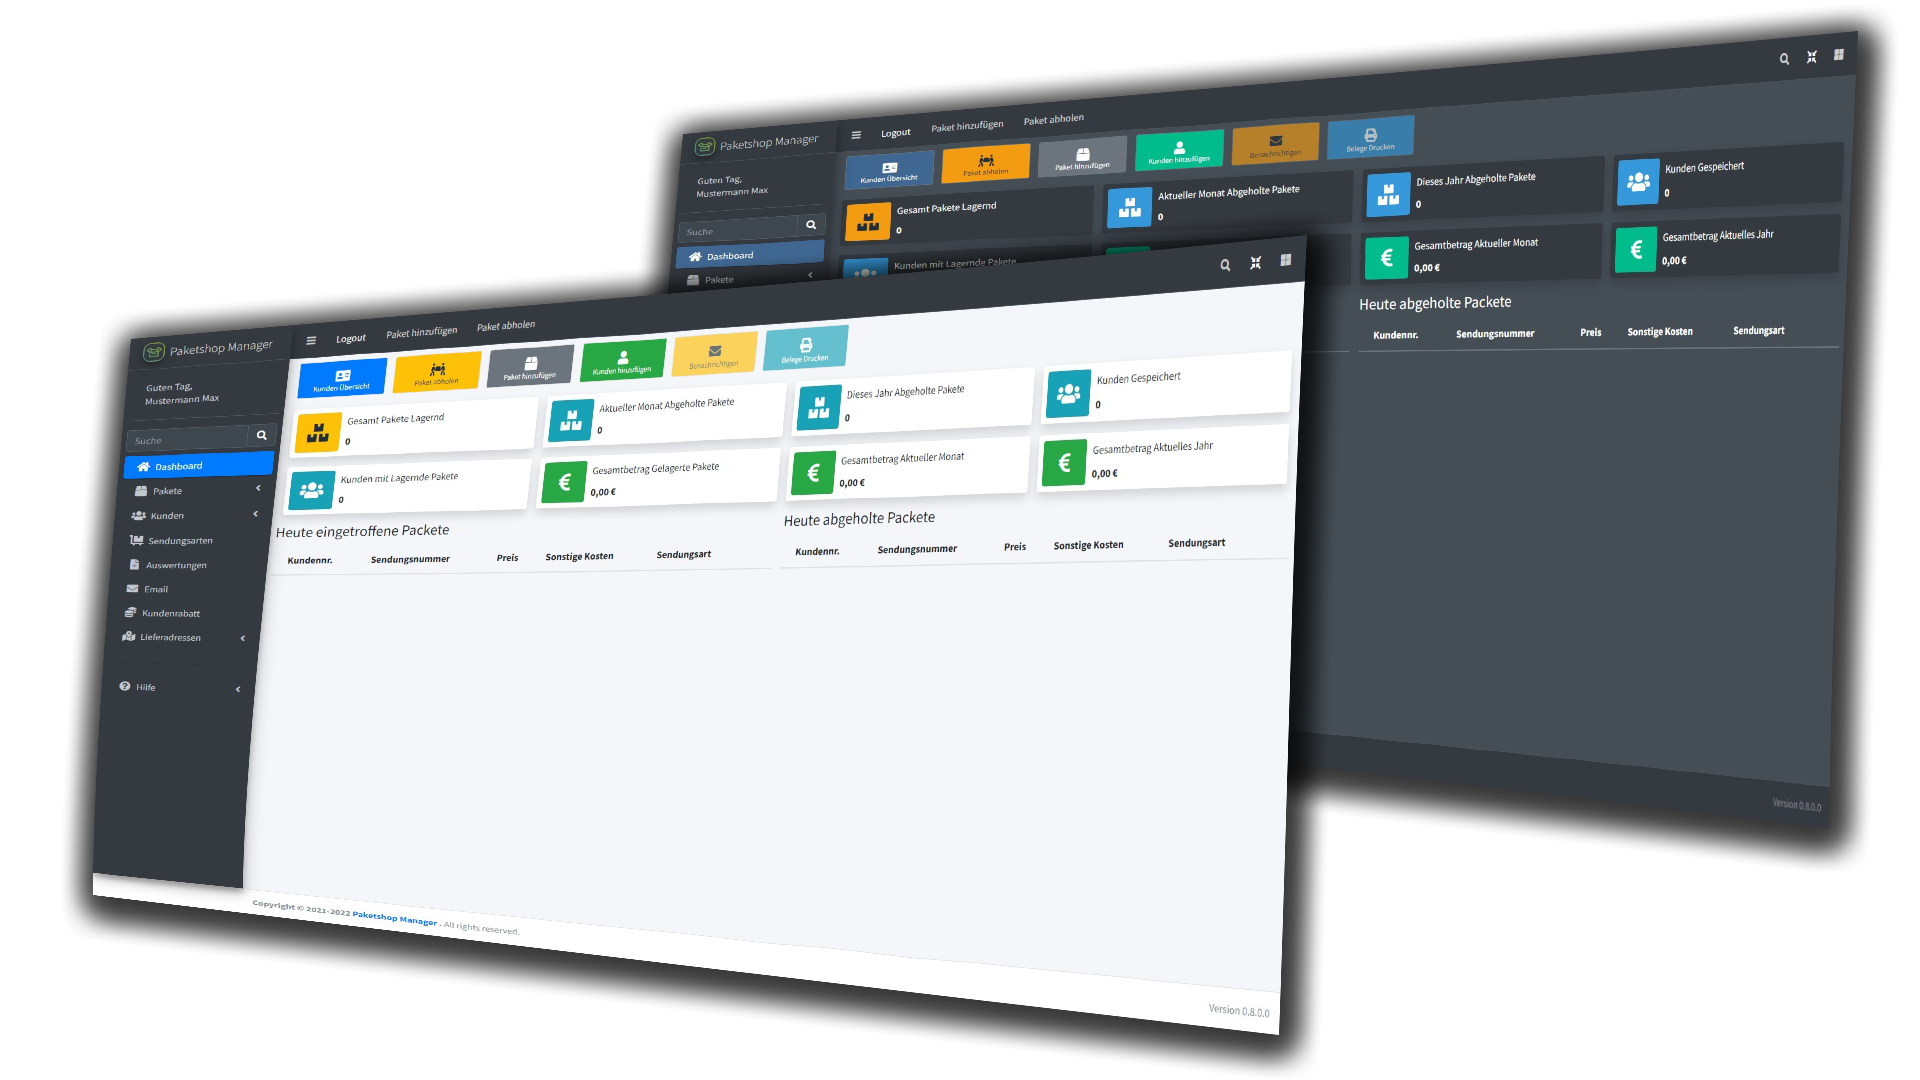 Paketshop Manager
Logout
Paket hinzufügen
Paket abholen
Guten Tag,
Mustermann Max
Suche
Dashboard
Pakete
Kunden Übersicht
Paket abholen
Paket hinzufügen
Kunden hinzufügen
Benachrichtigen
Belege Drucken
Gesamt Pakete Lagernd
0
Aktueller Monat Abgeholte Pakete
0
Dieses Jahr Abgeholte Pakete
0
Kunden Gespeichert
0
Kunden mit Lagernde Pakete
Gesamtbetrag Aktueller Monat
0,00 €
Gesamtbetrag Aktuelles Jahr
0,00 €
Heute abgeholte Packete
Kundennr. Sendungsnummer Preis Sonstige Kosten Sendungsart
Version 0.8.0.0
Paketshop Manager
Logout
Paket hinzufügen
Paket abholen
Guten Tag,
Mustermann Max
Suche
Dashboard
Pakete
Kunden
Sendungsarten
Auswertungen
Email
Kundenrabatt
Lieferadressen
Hilfe
Kunden Übersicht
Paket abholen
Paket hinzufügen
Kunden hinzufügen
Benachrichtigen
Belege Drucken
Gesamt Pakete Lagernd
0
Aktueller Monat Abgeholte Pakete
0
Dieses Jahr Abgeholte Pakete
0
Kunden Gespeichert
0
Kunden mit Lagernde Pakete
0
Gesamtbetrag Gelagerte Pakete
0,00 €
Gesamtbetrag Aktueller Monat
0,00 €
Gesamtbetrag Aktuelles Jahr
0,00 €
Heute eingetroffene Packete
Kundennr. Sendungsnummer Preis Sonstige Kosten Sendungsart
Heute abgeholte Packete
Kundennr. Sendungsnummer Preis Sonstige Kosten Sendungsart
Copyright © 2021-2022 Paketshop Manager . All rights reserved.
Version 0.8.0.0